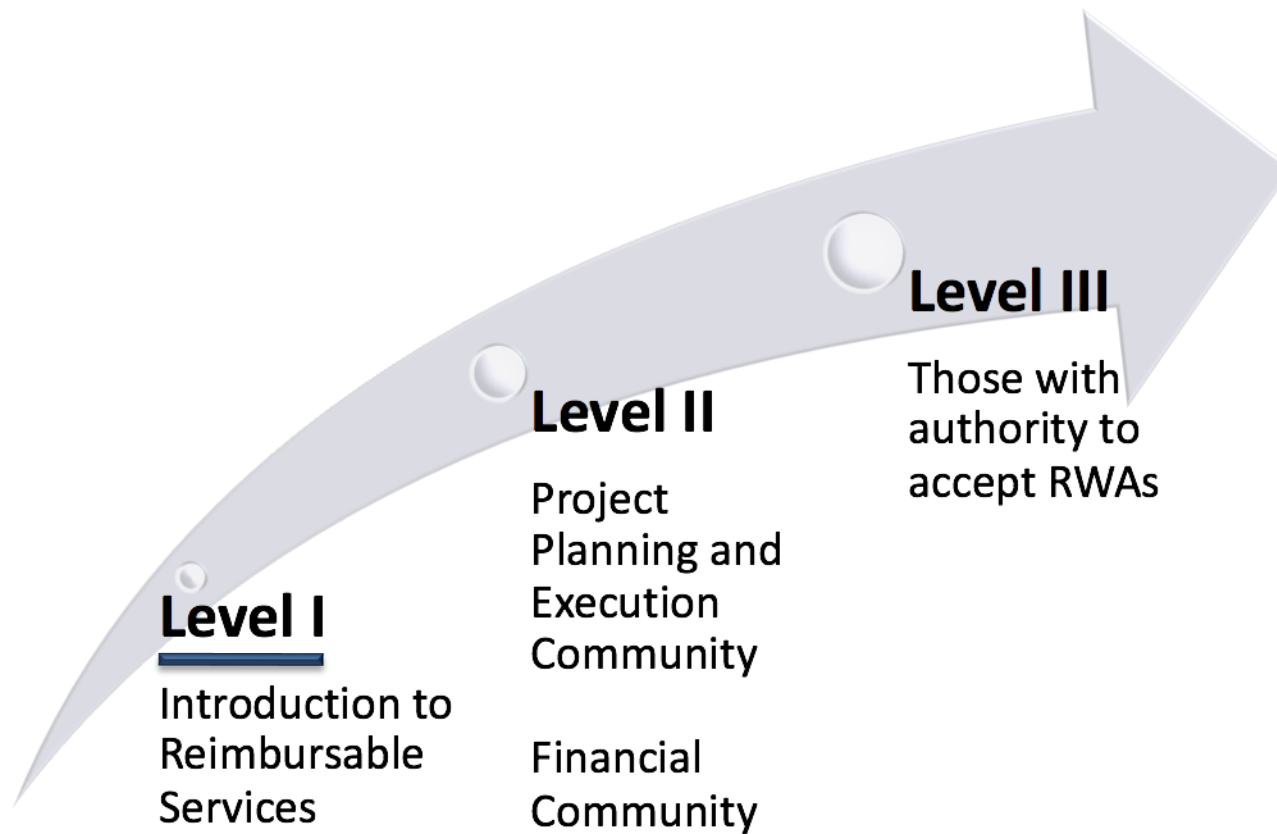 Level I
Introduction to
Reimbursable
Services
Level II
Project
Planning and
Execution
Community
Financial
Community
Level III
Those with
authority to
accept RWAs